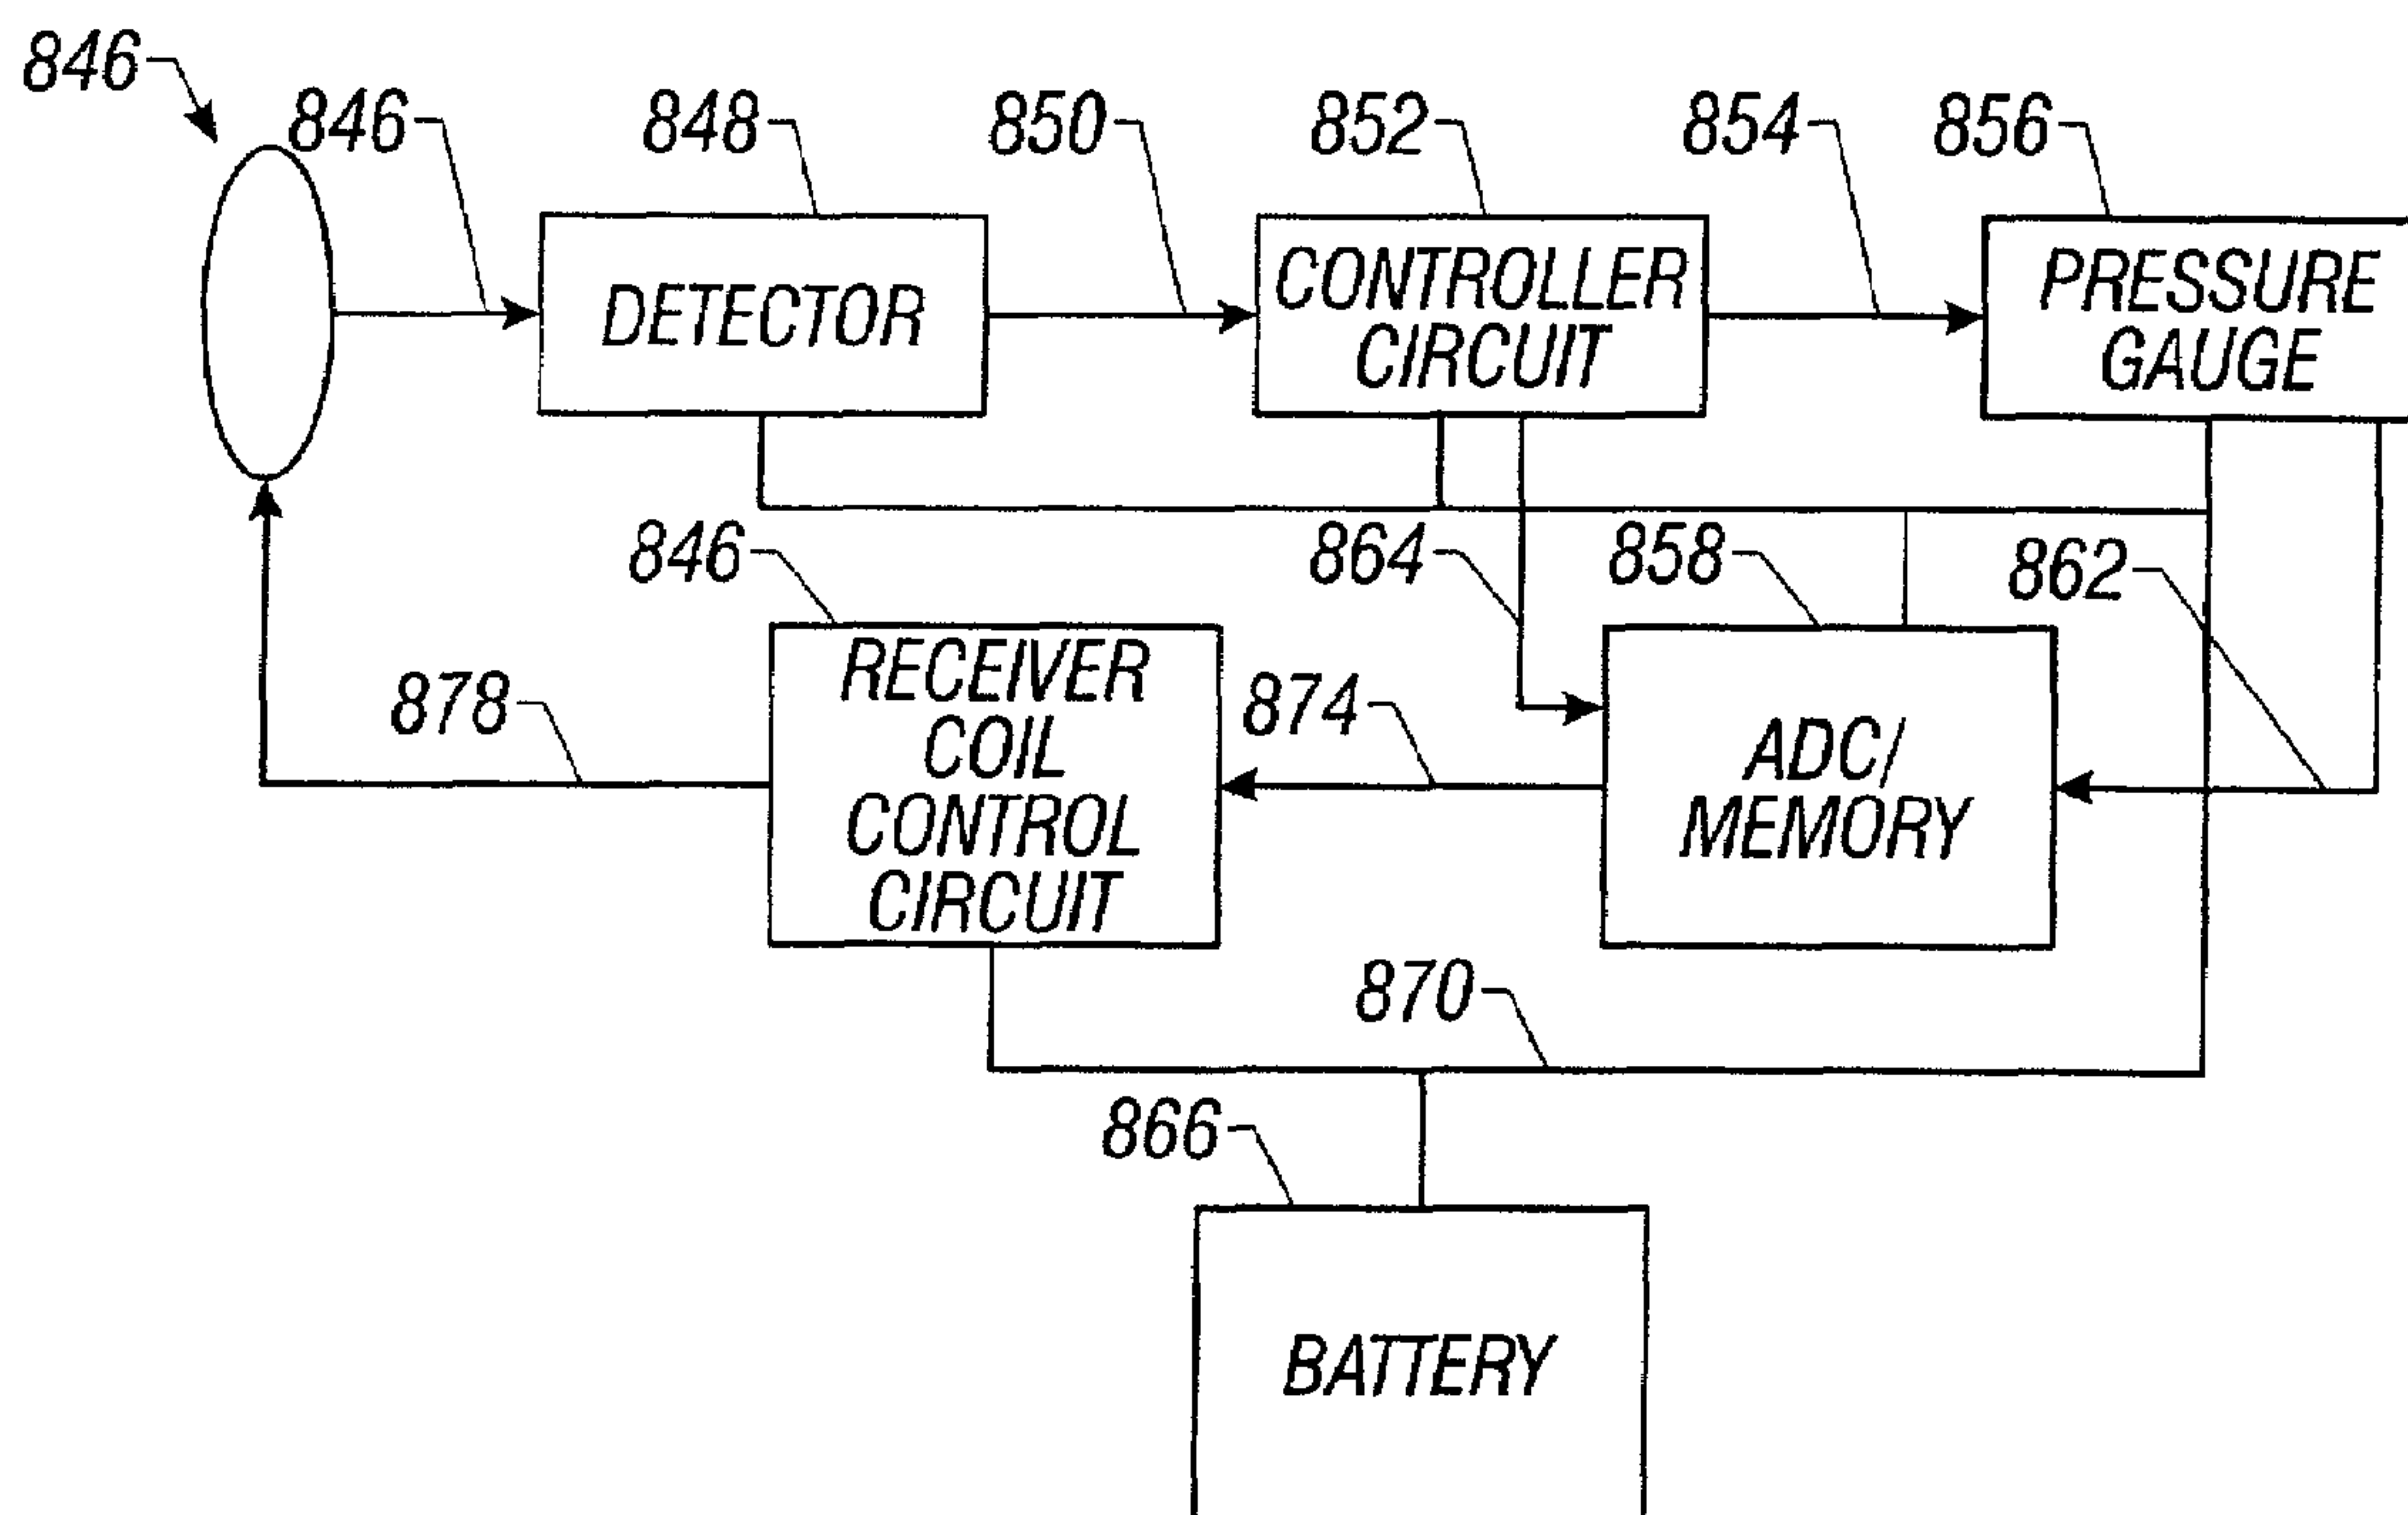 846
846
848
850
852
854
856
DETECTOR
CONTROLLER
CIRCUIT
PRESSURE
GAUGE
846
864
858
862
RECEIVER
COIL
CONTROL
CIRCUIT
878
874
ADC/
MEMORY
870
866
BATTERY